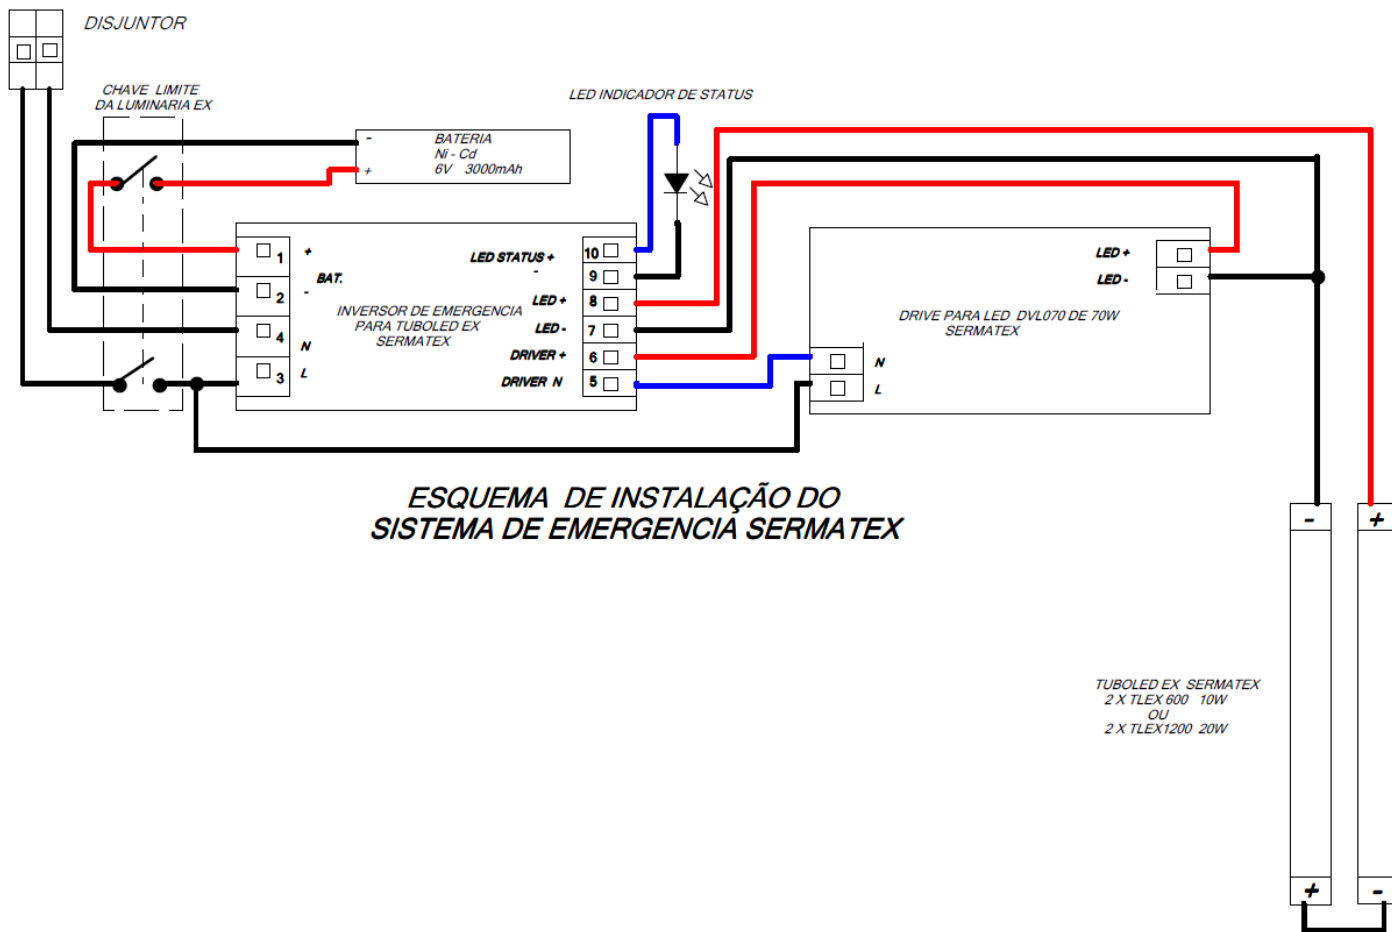 DISJUNTOR
CHAVE LIMITE
DA LUMINARIA EX
LED INDICADOR DE STATUS
-
BATERIA
Ni - Cd
+
6V 3000mAh
1
+
BAT.
2
-
4
N
3
L
INVERSOR DE EMERGENCIA
PARA TUBOLED EX
SERMATEX
LED STATUS +
10
-
9
LED +
8
LED -
7
DRIVER +
6
DRIVER N
5
LED +
LED -
DRIVE PARA LED DVL070 DE 70W
SERMATEX
N
L
ESQUEMA DE INSTALAÇÃO DO
SISTEMA DE EMERGENCIA SERMATEX
-
+
TUBOLED EX SERMATEX
2 X TLEX 600 10W
OU
2 X TLEX1200 20W
+
-